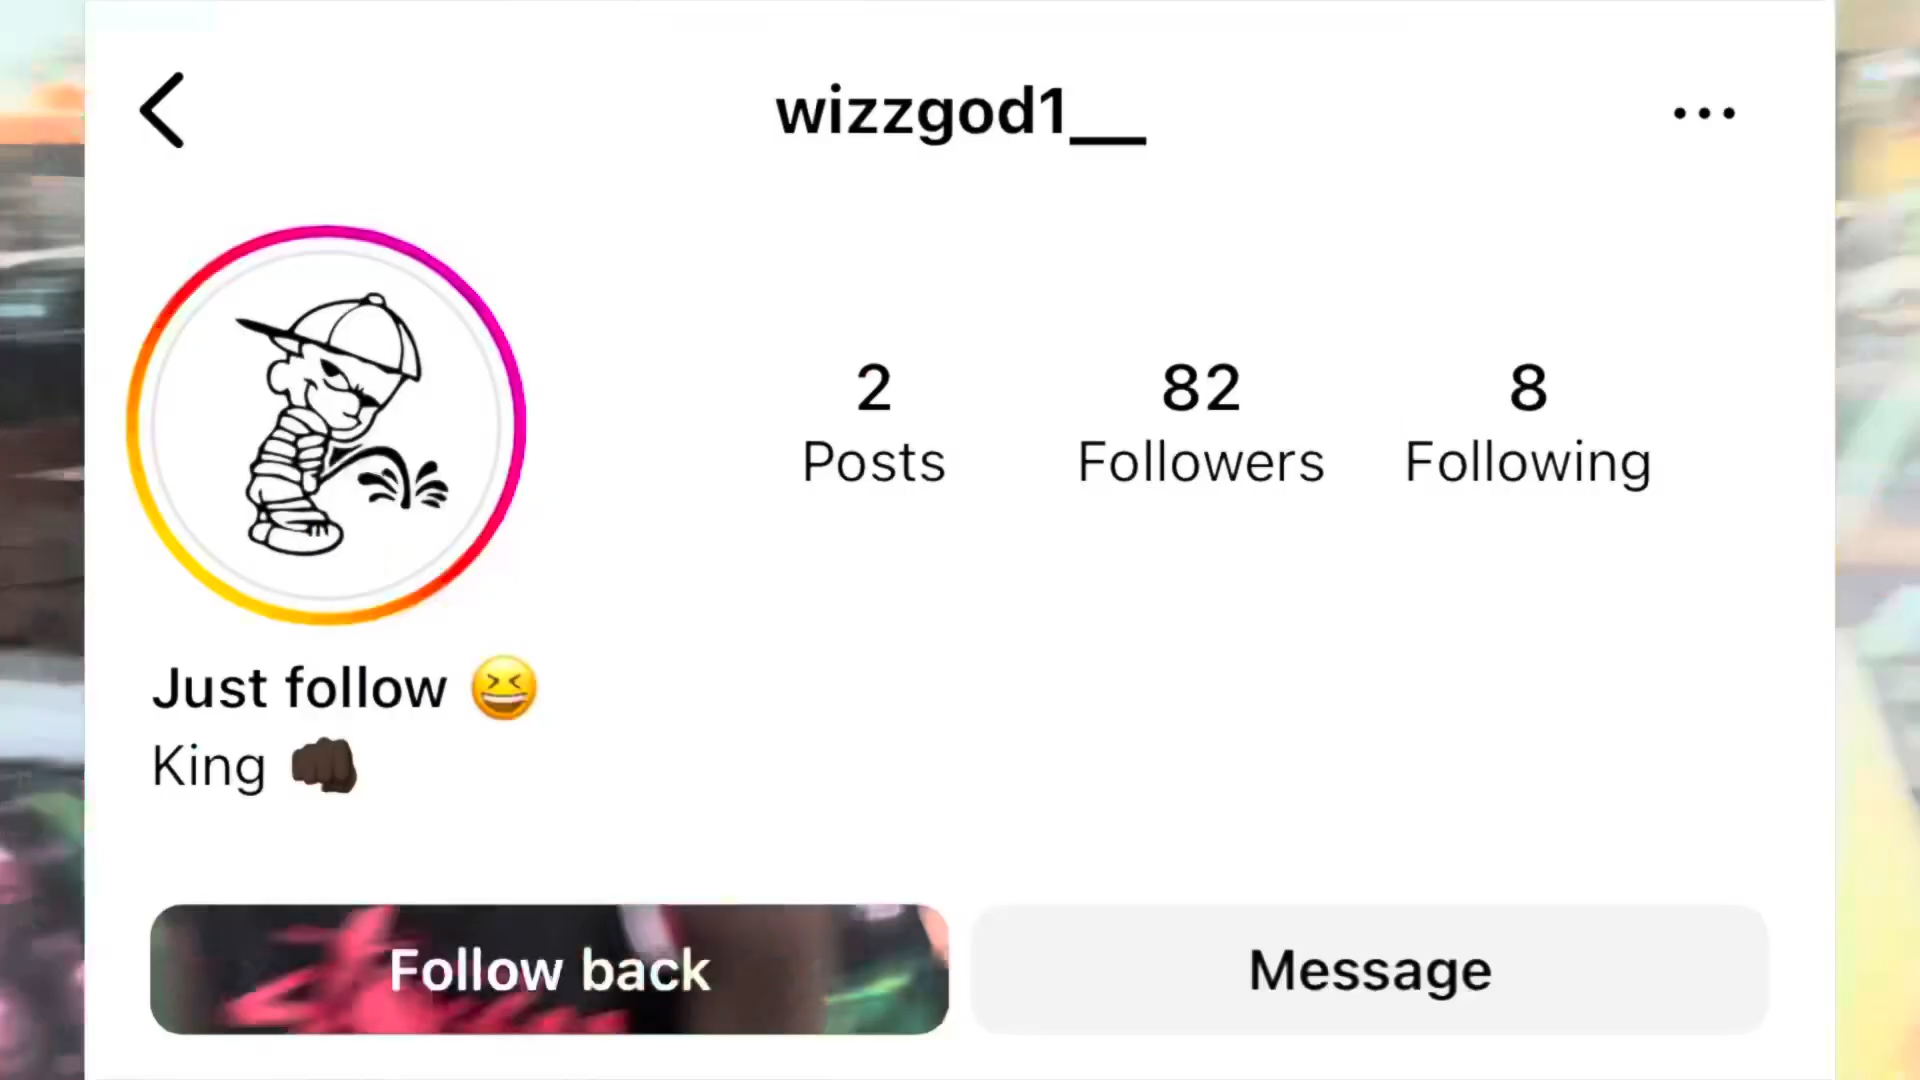 wizzgod1__
2 82 8
Posts Followers Following
Just follow 😆
King 👊🏿
Follow back Message